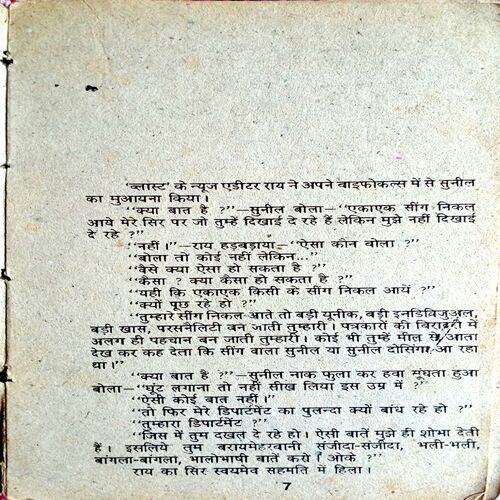 'ब्लास्ट' के न्यूज एडीटर राय ने अपने बाइफोकल्स में से सुनील
का मुआयना किया।
"क्या बात है ?"—सुनील बोला—"एकाएक सींग निकल
आये मेरे सिर पर जो तुम्हें दिखाई दे रहे हैं लेकिन मुझे नहीं दिखाई
दे रहे ?"
"नहीं।"—राय हड़बड़ाया—"ऐसा कौन बोला ?"
"बोला तो कोई नहीं लेकिन..."
"वैसे क्या ऐसा हो सकता है ?"
"कैसा ? क्या कैसा हो सकता है ?"
"यही कि एकाएक किसी के सींग निकल आयें ?"
"क्यों पूछ रहे हो ?"
"तुम्हारे सींग निकल आते तो बड़ी यूनीक, बड़ी इनडिविजुअल,
बड़ी खास, परसनैलिटी बन जाती तुम्हारी। पत्रकारों की बिरादरी में
अलग ही पहचान बन जाती तुम्हारी। कोई भी तुम्हें मील से आता
देख कर कह देता कि सींग वाला सुनील या सुनील दोसिंग आ रहा
था।"
"क्या बात है ?"—सुनील नाक फुला कर हवा सूंघता हुआ
बोला—"घूंट लगाना तो नहीं सीख लिया इस उम्र में ?"
"ऐसी कोई बात नहीं।"
"तो फिर मेरे डिपार्टमेंट का पुलन्दा क्यों बांध रहे हो ?"
"तुम्हारा डिपार्टमेंट ?"
"जिस में तुम दखल दे रहे हो। ऐसी बातें मुझे ही शोभा देती
हैं। इसलिये तुम बरायमेहरबानी संजीदा-संजीदा, भली-भली,
बांगला-बांगला, भालोभाषी बातें करो। ओके ?"
राय का सिर स्वयमेव सहमति में हिला।
7